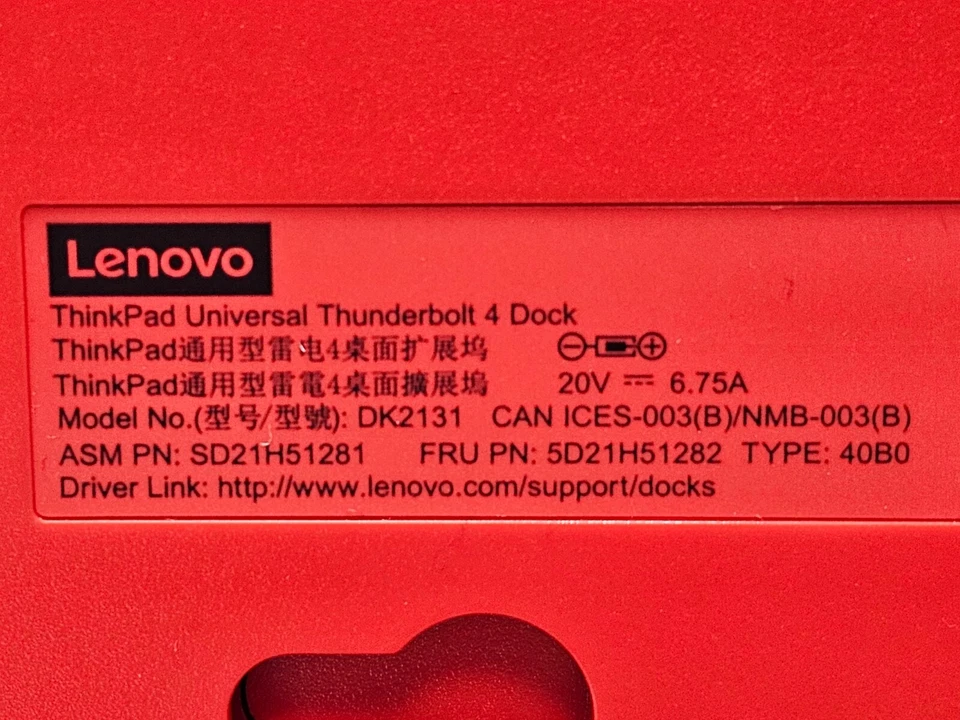 Lenovo
ThinkPad Universal Thunderbolt 4 Dock
ThinkPad通用型雷电4桌面扩展坞
ThinkPad通用型雷電4桌面擴展塢 20V ⎓ 6.75A
Model No.(型号/型號): DK2131 CAN ICES-003(B)/NMB-003(B)
ASM PN: SD21H51281 FRU PN: 5D21H51282 TYPE: 40B0
Driver Link: http://www.lenovo.com/support/docks